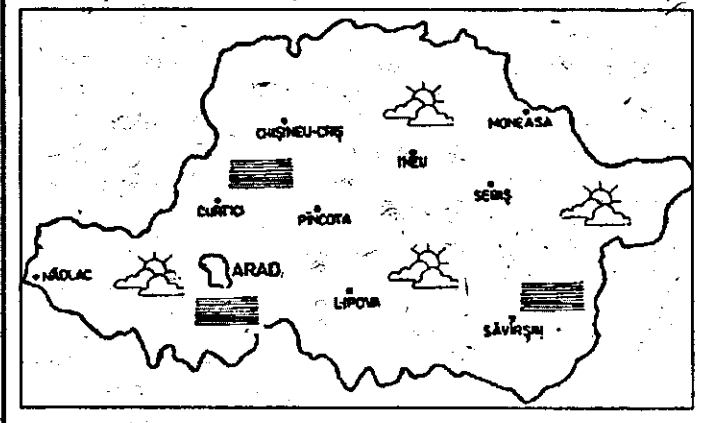 CHIȘINEU-CRIȘ
MONEASA
INEU
SEBIȘ
CURTICI
PÎNCOTA
NĂDLAC
ARAD
LIPOVA
SĂVÎRȘIN